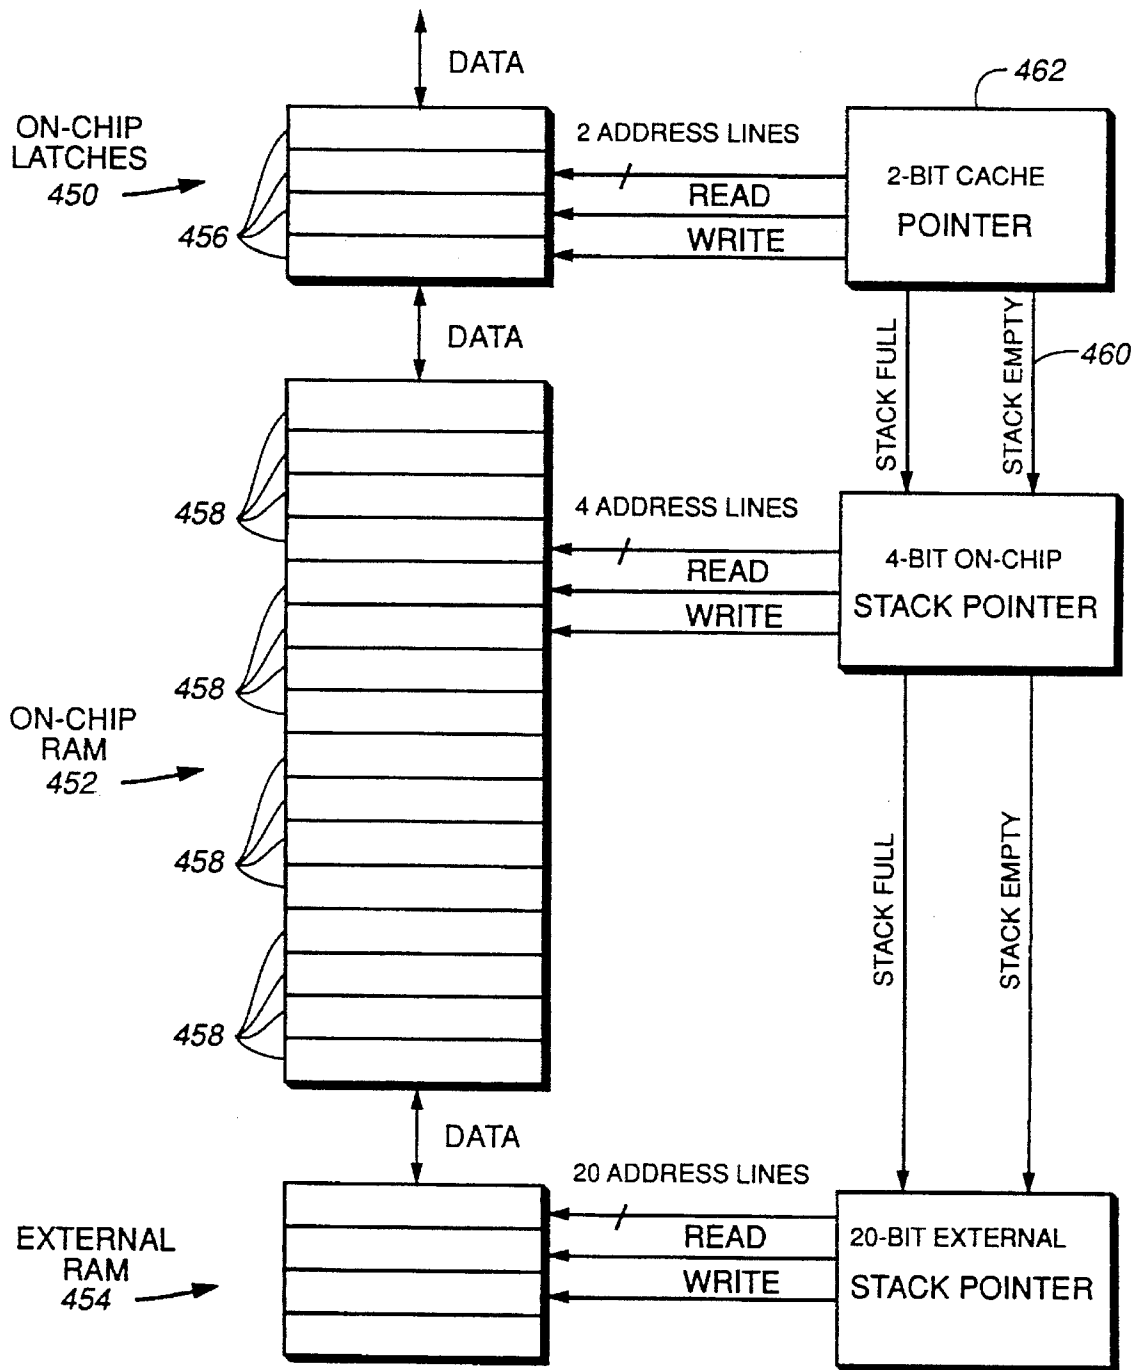 DATA
462
ON-CHIP
LATCHES
450
2 ADDRESS LINES
READ
WRITE
2-BIT CACHE
POINTER
456
DATA
STACK FULL
STACK EMPTY
460
458
4 ADDRESS LINES
READ
WRITE
4-BIT ON-CHIP
STACK POINTER
458
ON-CHIP
RAM
452
458
STACK FULL
STACK EMPTY
458
DATA
20 ADDRESS LINES
READ
WRITE
20-BIT EXTERNAL
STACK POINTER
EXTERNAL
RAM
454